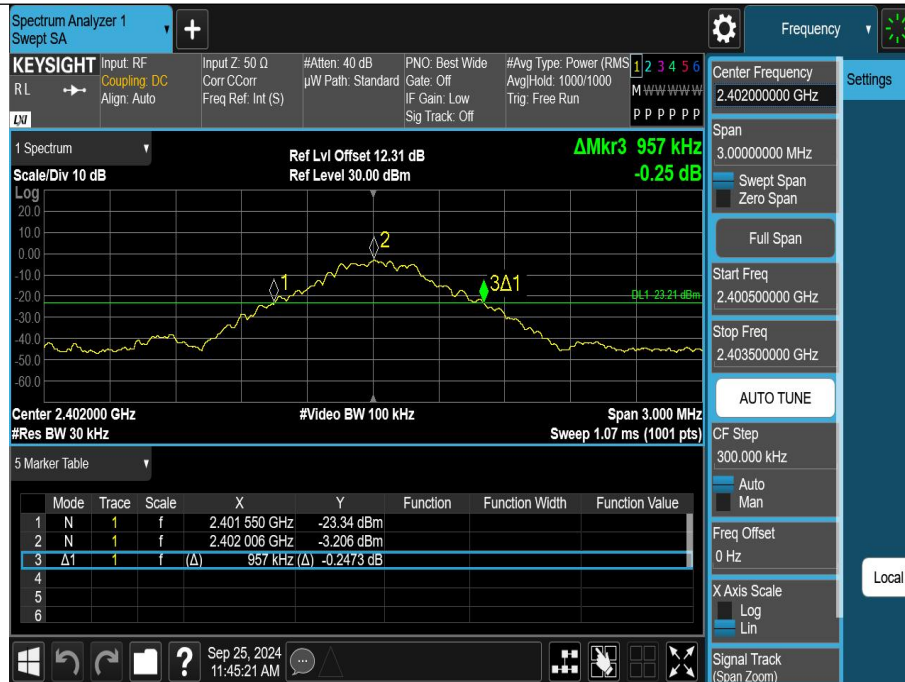 Spectrum Analyzer 1
Swept SA
+
Frequency
KEYSIGHT
RL
LXI
Input: RF
Coupling: DC
Align: Auto
Input Z: 50 Ω
Corr CCorr
Freq Ref: Int (S)
#Atten: 40 dB
µW Path: Standard
PNO: Best Wide
Gate: Off
IF Gain: Low
Sig Track: Off
#Avg Type: Power (RMS
Avg|Hold: 1000/1000
Trig: Free Run
1 2 3 4 5 6
M W W W W W
P P P P P P
1 Spectrum
Scale/Div 10 dB
Ref Lvl Offset 12.31 dB
Ref Level 30.00 dBm
ΔMkr3 957 kHz
-0.25 dB
Log
20.0
10.0
0.00
-10.0
-20.0
-30.0
-40.0
-50.0
-60.0
1
2
3Δ1
DL1 -23.21 dBm
Center 2.402000 GHz
#Video BW 100 kHz
Span 3.000 MHz
#Res BW 30 kHz
Sweep 1.07 ms (1001 pts)
5 Marker Table
Mode Trace Scale X Y Function Function Width Function Value
1 N 1 f 2.401 550 GHz -23.34 dBm
2 N 1 f 2.402 006 GHz -3.206 dBm
3 Δ1 1 f (Δ) 957 kHz (Δ) -0.2473 dB
4
5
6
Sep 25, 2024
11:45:21 AM
?
Center Frequency
2.402000000 GHz
Settings
Span
3.00000000 MHz
Swept Span
Zero Span
Full Span
Start Freq
2.400500000 GHz
Stop Freq
2.403500000 GHz
AUTO TUNE
CF Step
300.000 kHz
Auto
Man
Freq Offset
0 Hz
Local
X Axis Scale
Log
Lin
Signal Track
(Span Zoom)